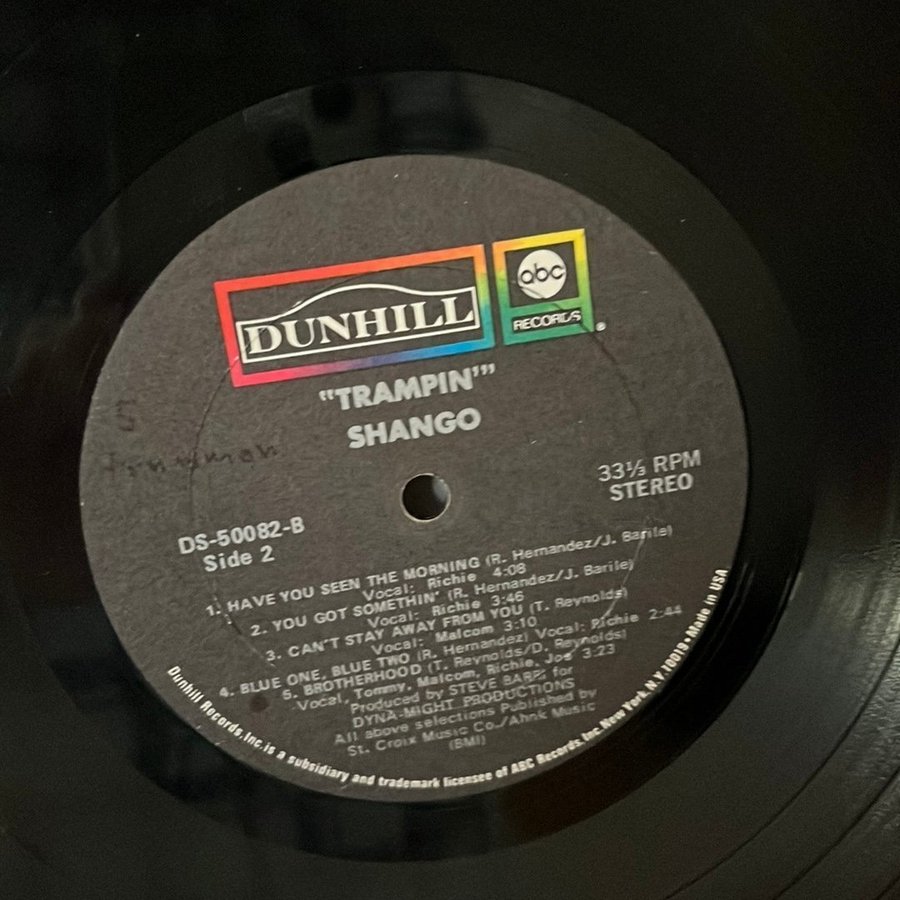 DUNHILL
abc
RECORDS
®
"TRAMPIN'"
SHANGO
33⅓ RPM
STEREO
DS-50082-B
Side 2
1. HAVE YOU SEEN THE MORNING (R. Hernandez/J. Barile)
Vocal: Richie 4:08
2. YOU GOT SOMETHIN' (R. Hernandez/J. Barile)
Vocal: Richie 3:46
3. CAN'T STAY AWAY FROM YOU (T. Reynolds)
Vocal: Malcom 3:10
4. BLUE ONE, BLUE TWO (R. Hernandez) Vocal: Richie 2:44
5. BROTHERHOOD (T. Reynolds/D. Reynolds)
Vocal, Tommy, Malcom, Richie, Joe 3:23
Produced by STEVE BARRI for
DYNA-MIGHT PRODUCTIONS
All above selections Published by
St. Croix Music Co./Ahnk Music
(BMI)
Dunhill Records, Inc. is a subsidiary and trademark licensee of ABC Records, Inc. New York, N.Y. 10019 • Made in USA